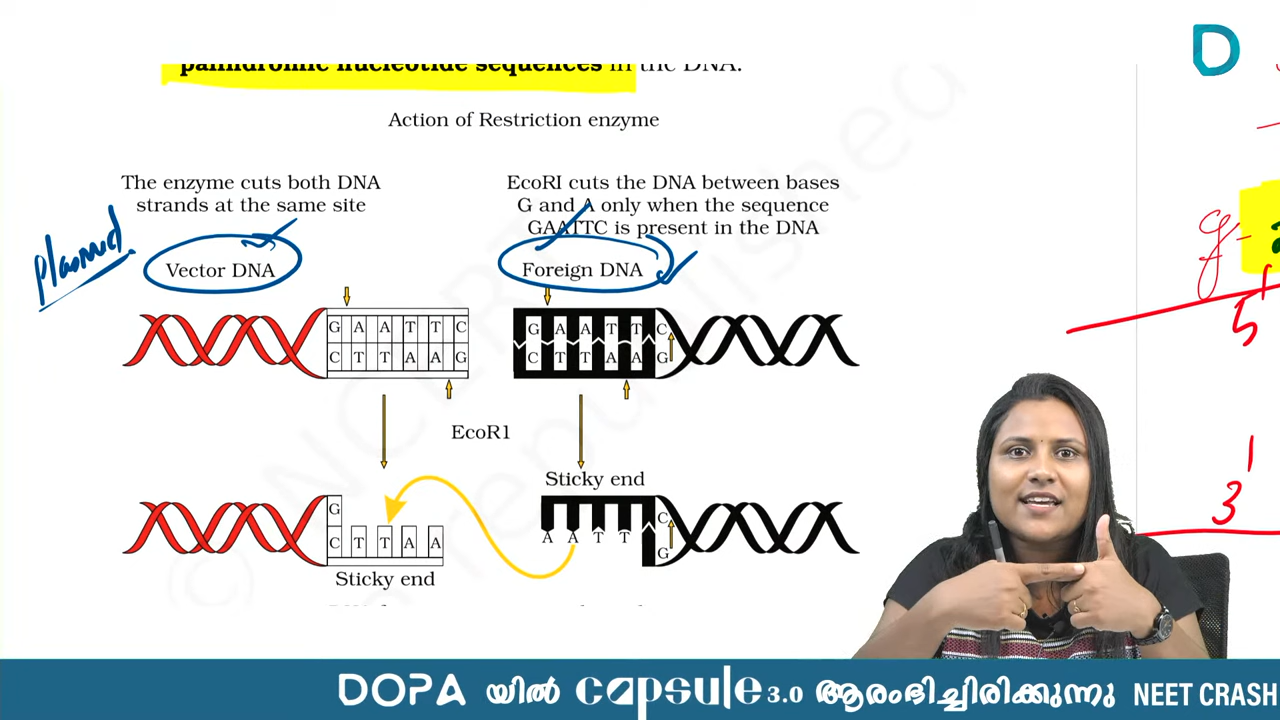 palindromic nucleotide sequences in the DNA.
Action of Restriction enzyme
The enzyme cuts both DNA
strands at the same site
EcoRI cuts the DNA between bases
G and A only when the sequence
GAATTC is present in the DNA
Plasmid
Vector DNA
Foreign DNA
G A A T T C
C T T A A G
G A A T T C
C T T A A G
EcoR1
Sticky end
G
C T T A A
Sticky end
C
A A T T
G
5
3'
D
DOPA യിൽ capsule 3.0 ആരംഭിച്ചിരിക്കുന്നു NEET CRASH